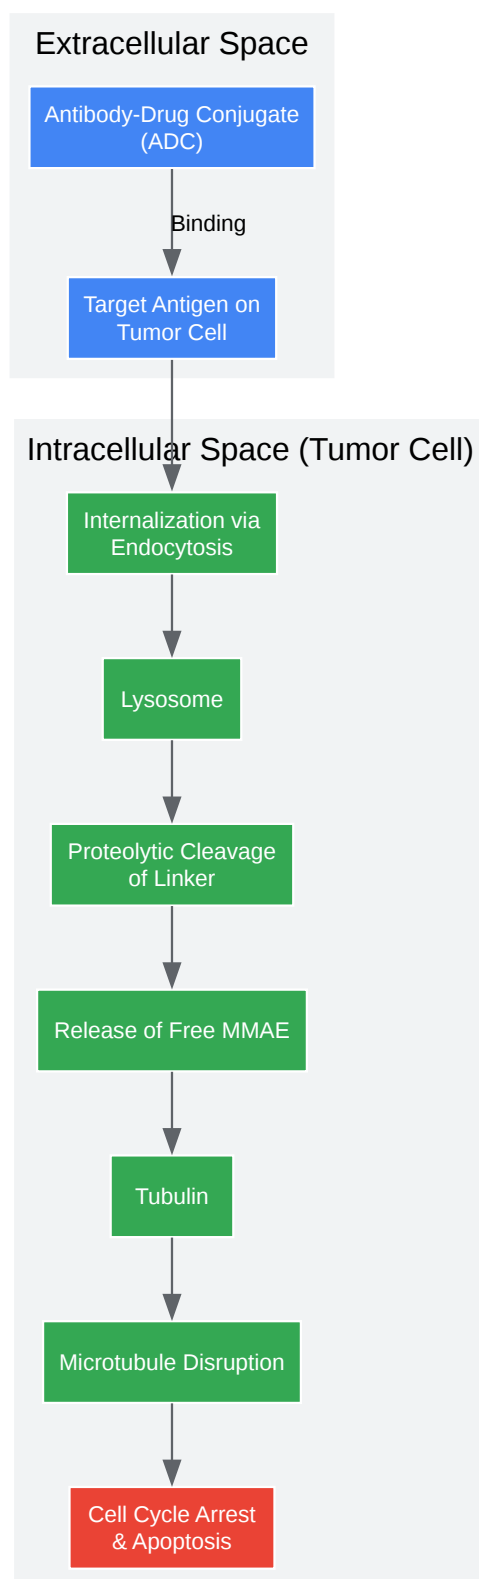 Extracellular Space
Antibody-Drug Conjugate
(ADC)
Binding
Target Antigen on
Tumor Cell
Intracellular Space (Tumor Cell)
Internalization via
Endocytosis
Lysosome
Proteolytic Cleavage
of Linker
Release of Free MMAE
Tubulin
Microtubule Disruption
Cell Cycle Arrest
& Apoptosis